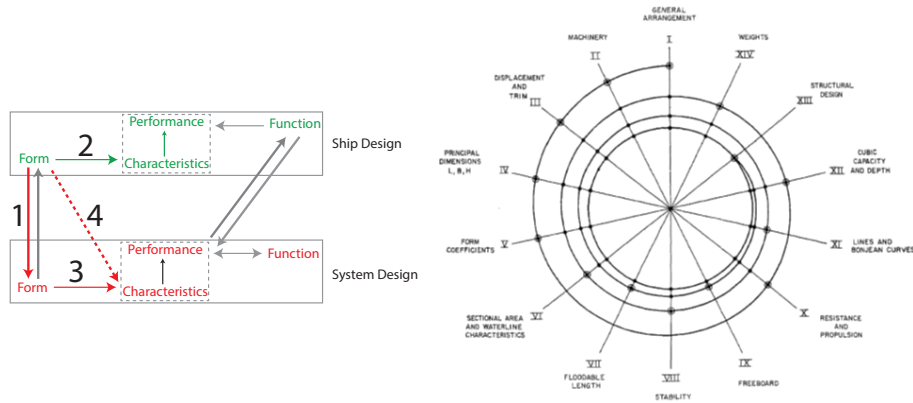 Performance
Function
Form
2
Characteristics
Ship Design
1
4
Performance
Function
3
Form
Characteristics
System Design
GENERAL
ARRANGEMENT
I
WEIGHTS
XIV
STRUCTURAL
DESIGN
XIII
CUBIC
CAPACITY
AND DEPTH
XII
LINES AND
BONJEAN CURVES
XI
RESISTANCE
AND
PROPULSION
X
FREEBOARD
IX
STABILITY
VIII
FLOODABLE
LENGTH
VII
SECTIONAL AREA
AND WATERLINE
CHARACTERISTICS
VI
FORM
COEFFICIENTS
V
PRINCIPAL
DIMENSIONS
L, B, H
IV
DISPLACEMENT
AND
TRIM
III
MACHINERY
II